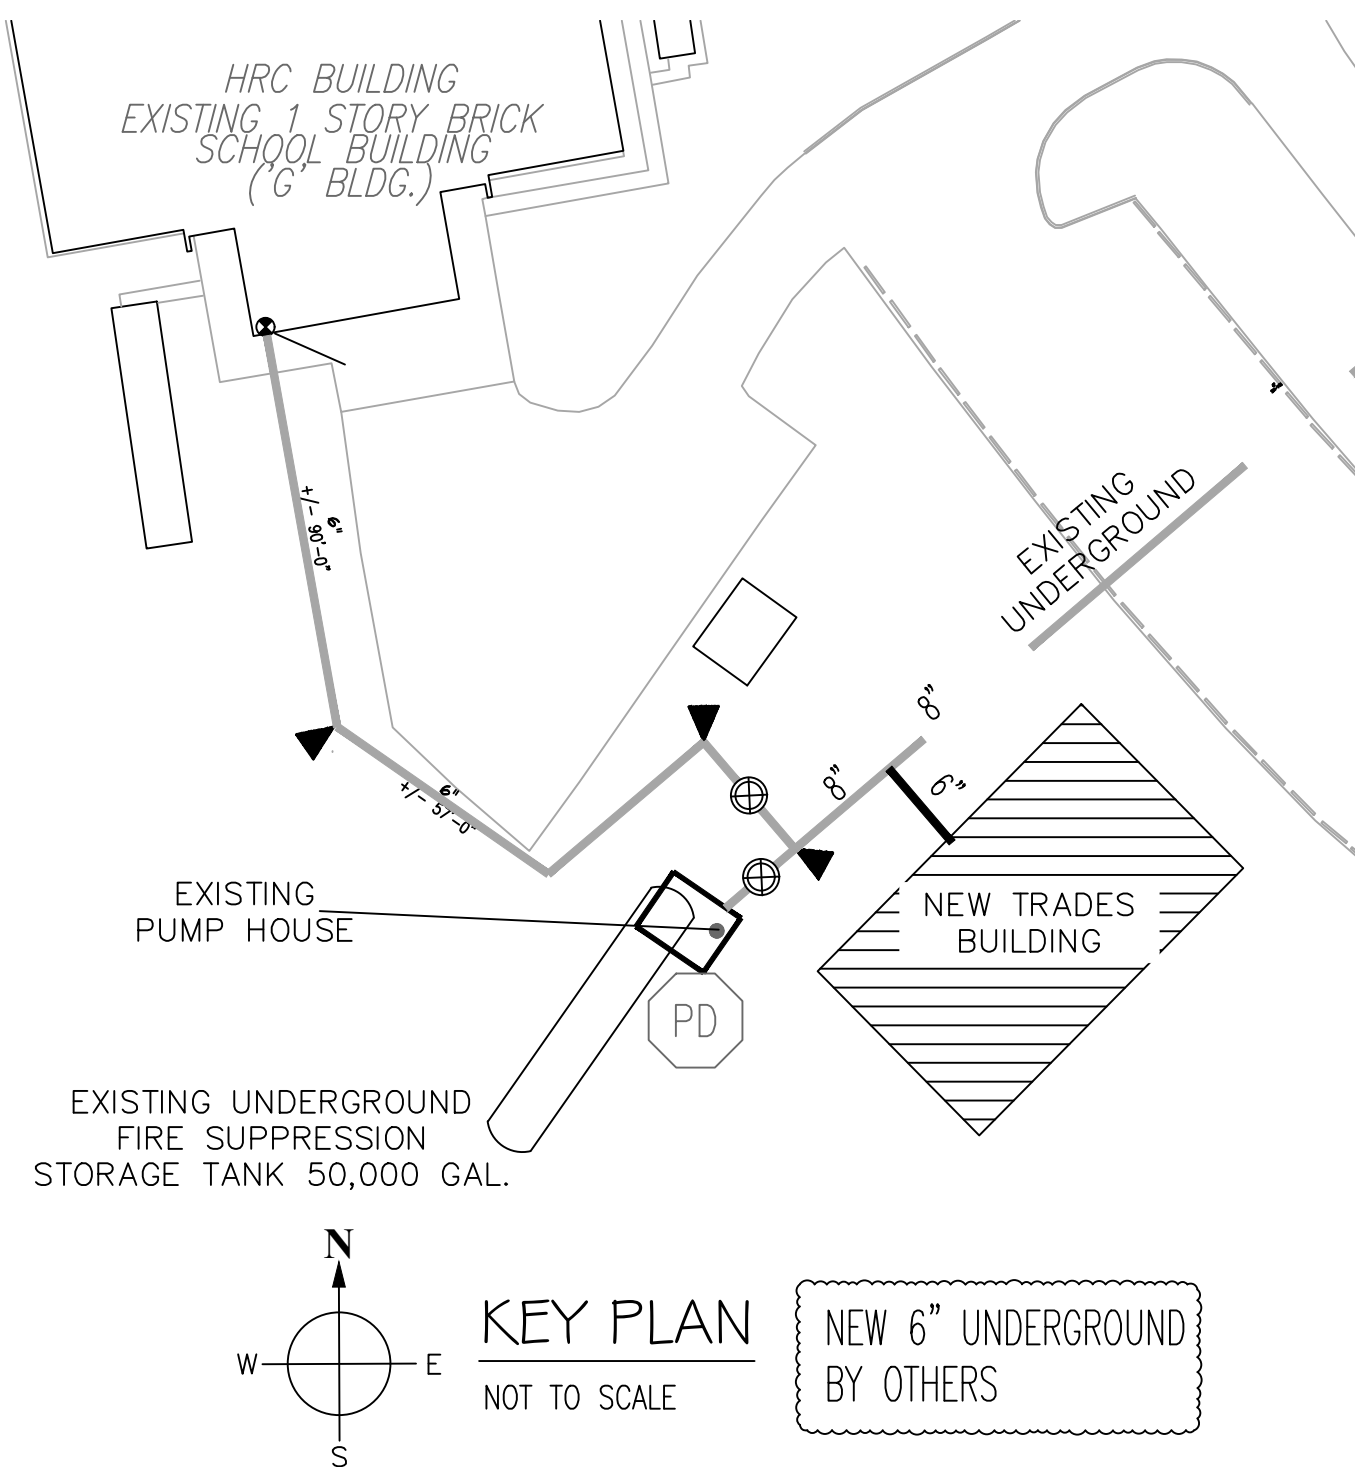 HRC BUILDING
EXISTING 1 STORY BRICK
SCHOOL BUILDING
('G' BLDG.)
6"
+/- 90'-0"
EXISTING
UNDERGROUND
8"
8"
6"
6"
+/- 57'-0"
EXISTING
PUMP HOUSE
NEW TRADES
BUILDING
PD
EXISTING UNDERGROUND
FIRE SUPPRESSION
STORAGE TANK 50,000 GAL.
N
W
E
S
KEY PLAN
NOT TO SCALE
NEW 6" UNDERGROUND
BY OTHERS